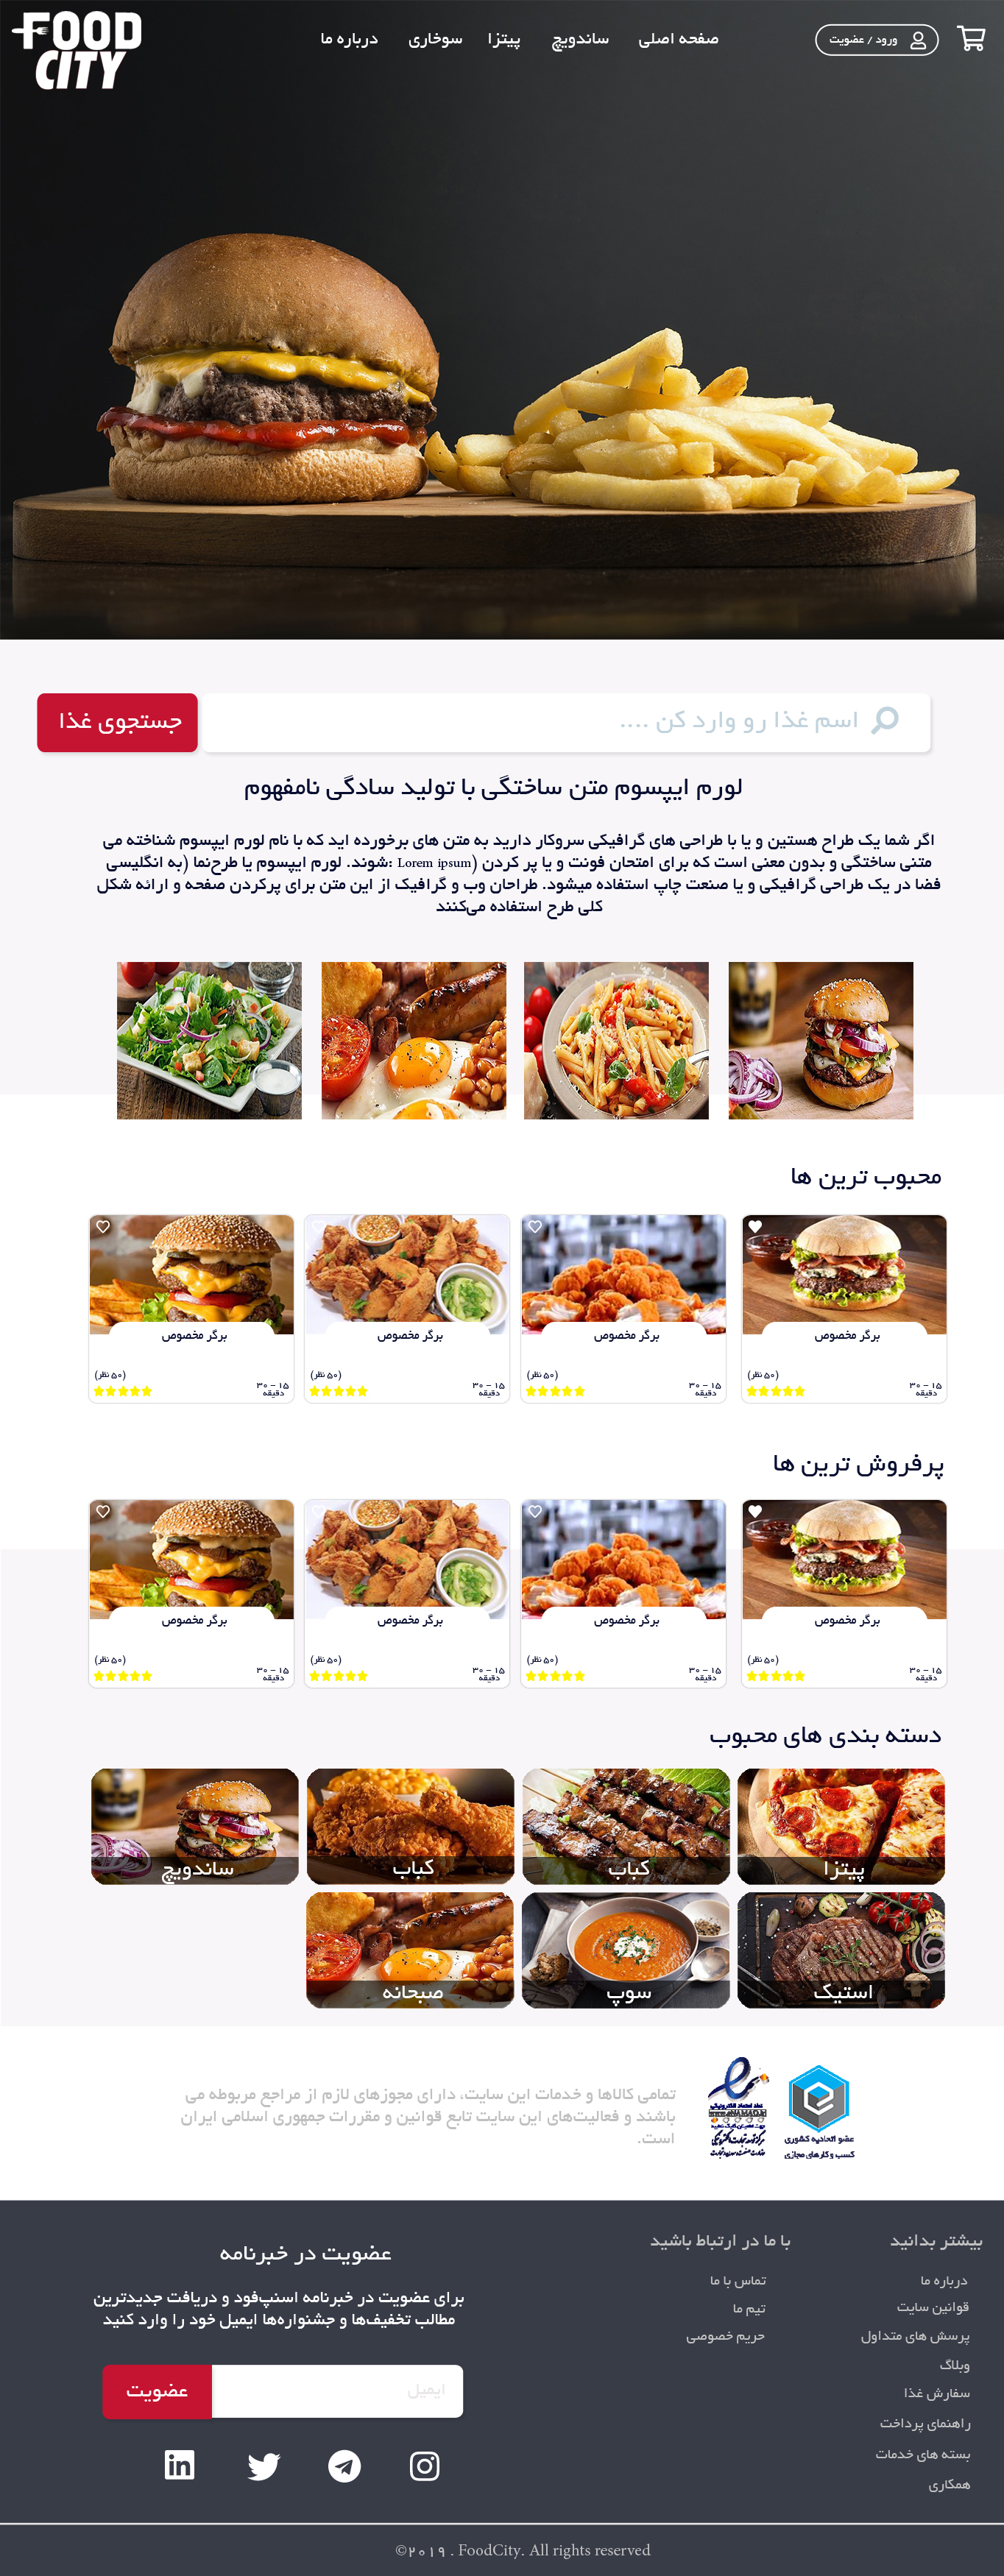 FOOD
CITY
صفحه اصلی
ساندویچ
پیتزا
سوخاری
درباره ما
ورود / عضویت
اسم غذا رو وارد کن ....
جستجوی غذا
لورم ایپسوم متن ساختگی با تولید سادگی نامفهوم
اگر شما یک طراح هستین و یا با طراحی های گرافیکی سروکار دارید به متن های برخورده اید که با نام لورم ایپسوم شناخته می
متنی ساختگی و بدون معنی است که برای امتحان فونت و یا پر کردن (Lorem ipsum :شوند. لورم ایپسوم یا طرح‌نما (به انگلیسی
فضا در یک طراحی گرافیکی و یا صنعت چاپ استفاده میشود. طراحان وب و گرافیک از این متن برای پرکردن صفحه و ارائه شکل
کلی طرح استفاده می‌کنند
محبوب ترین ها
برگر مخصوص
(۵۰ نظر)
۱۵ – ۳۰
دقیقه
برگر مخصوص
(۵۰ نظر)
۱۵ – ۳۰
دقیقه
برگر مخصوص
(۵۰ نظر)
۱۵ – ۳۰
دقیقه
برگر مخصوص
(۵۰ نظر)
۱۵ – ۳۰
دقیقه
پرفروش ترین ها
برگر مخصوص
(۵۰ نظر)
۱۵ – ۳۰
دقیقه
برگر مخصوص
(۵۰ نظر)
۱۵ – ۳۰
دقیقه
برگر مخصوص
(۵۰ نظر)
۱۵ – ۳۰
دقیقه
برگر مخصوص
(۵۰ نظر)
۱۵ – ۳۰
دقیقه
دسته بندی های محبوب
پیتزا
کباب
کباب
ساندویچ
استیک
سوپ
صبحانه
عضو اتحادیه کشوری
کسب و کارهای مجازی
تمامی کالاها و خدمات این سایت، دارای مجوزهای لازم از مراجع مربوطه می
باشند و فعالیت‌های این سایت تابع قوانین و مقررات جمهوری اسلامی ایران
است.
بیشتر بدانید
درباره ما
قوانین سایت
پرسش های متداول
وبلاگ
سفارش غذا
راهنمای پرداخت
بسته های خدمات
همکاری
با ما در ارتباط باشید
تماس با ما
تیم ما
حریم خصوصی
عضویت در خبرنامه
برای عضویت در خبرنامه اسنپ‌فود و دریافت جدیدترین
مطالب تخفیف‌ها و جشنواره‌ها ایمیل خود را وارد کنید
ایمیل
عضویت
©۲۰۱۹ . FoodCity. All rights reserved